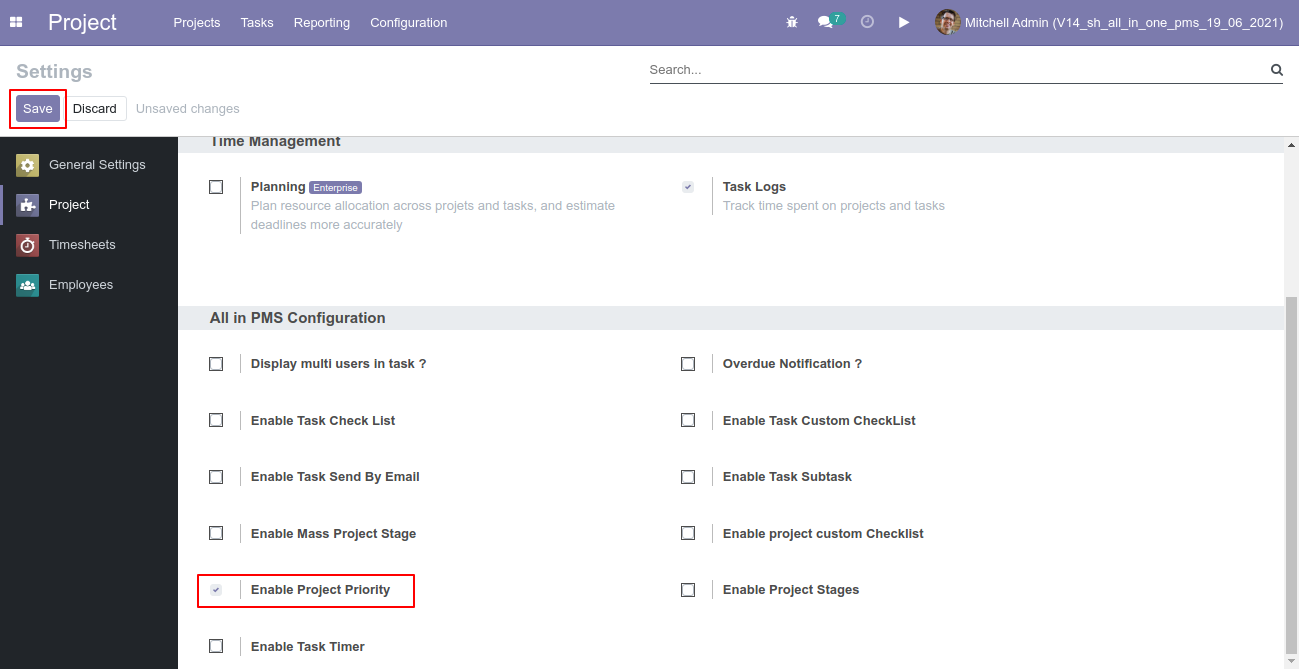 Project
Projects
Tasks
Reporting
Configuration
7
Mitchell Admin (V14_sh_all_in_one_pms_19_06_2021)
Settings
Search...
Save
Discard
Unsaved changes
General Settings
Project
Timesheets
Employees
Time Management
Planning Enterprise
Plan resource allocation across projets and tasks, and estimate
deadlines more accurately
Task Logs
Track time spent on projects and tasks
All in PMS Configuration
Display multi users in task ?
Overdue Notification ?
Enable Task Check List
Enable Task Custom CheckList
Enable Task Send By Email
Enable Task Subtask
Enable Mass Project Stage
Enable project custom Checklist
Enable Project Priority
Enable Project Stages
Enable Task Timer